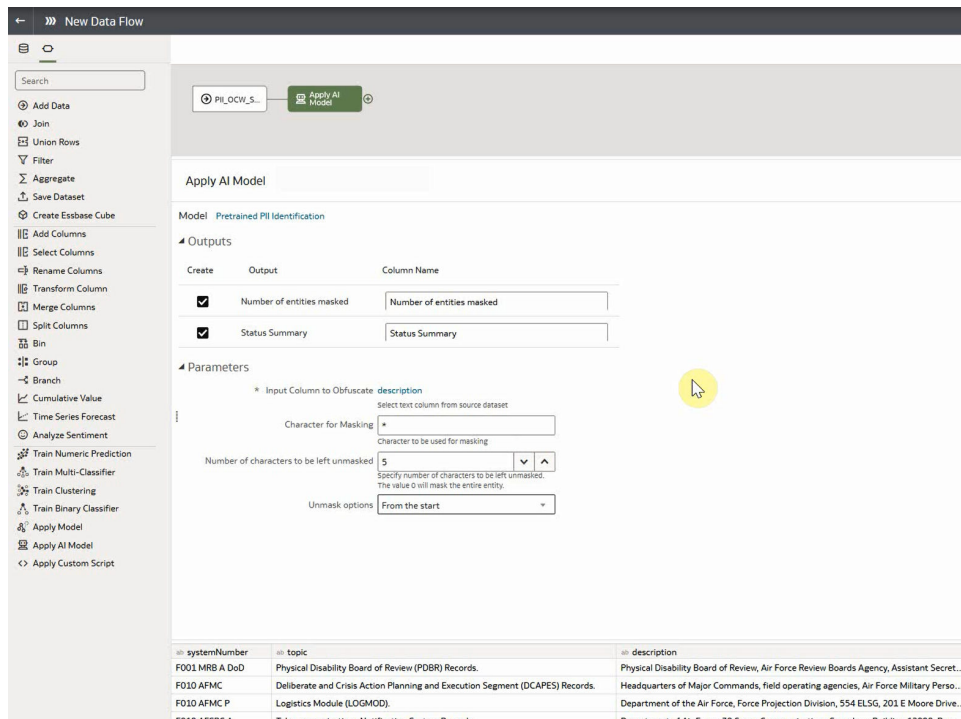 New Data Flow
Search
Add Data
Join
Union Rows
Filter
Aggregate
Save Dataset
Create Essbase Cube
Add Columns
Select Columns
Rename Columns
Transform Column
Merge Columns
Split Columns
Bin
Group
Branch
Cumulative Value
Time Series Forecast
Analyze Sentiment
Train Numeric Prediction
Train Multi-Classifier
Train Clustering
Train Binary Classifier
Apply Model
Apply AI Model
Apply Custom Script
PII_OCW_S...
Apply AI
Model
Apply AI Model
Model Pretrained PII Identification
Outputs
Create Output Column Name
Number of entities masked Number of entities masked
Status Summary Status Summary
Parameters
* Input Column to Obfuscate description
Select text column from source dataset
Character for Masking *
Character to be used for masking
Number of characters to be left unmasked 5
Specify number of characters to be left unmasked.
The value 0 will mask the entire entity.
Unmask options From the start
ab systemNumber ab topic ab description
F001 MRB A DoD Physical Disability Board of Review (PDBR) Records. Physical Disability Board of Review, Air Force Review Boards Agency, Assistant Secret...
F010 AFMC Deliberate and Crisis Action Planning and Execution Segment (DCAPES) Records. Headquarters of Major Commands, field operating agencies, Air Force Military Perso...
F010 AFMC P Logistics Module (LOGMOD). Department of the Air Force, Force Projection Division, 554 ELSG, 201 E Moore Drive...